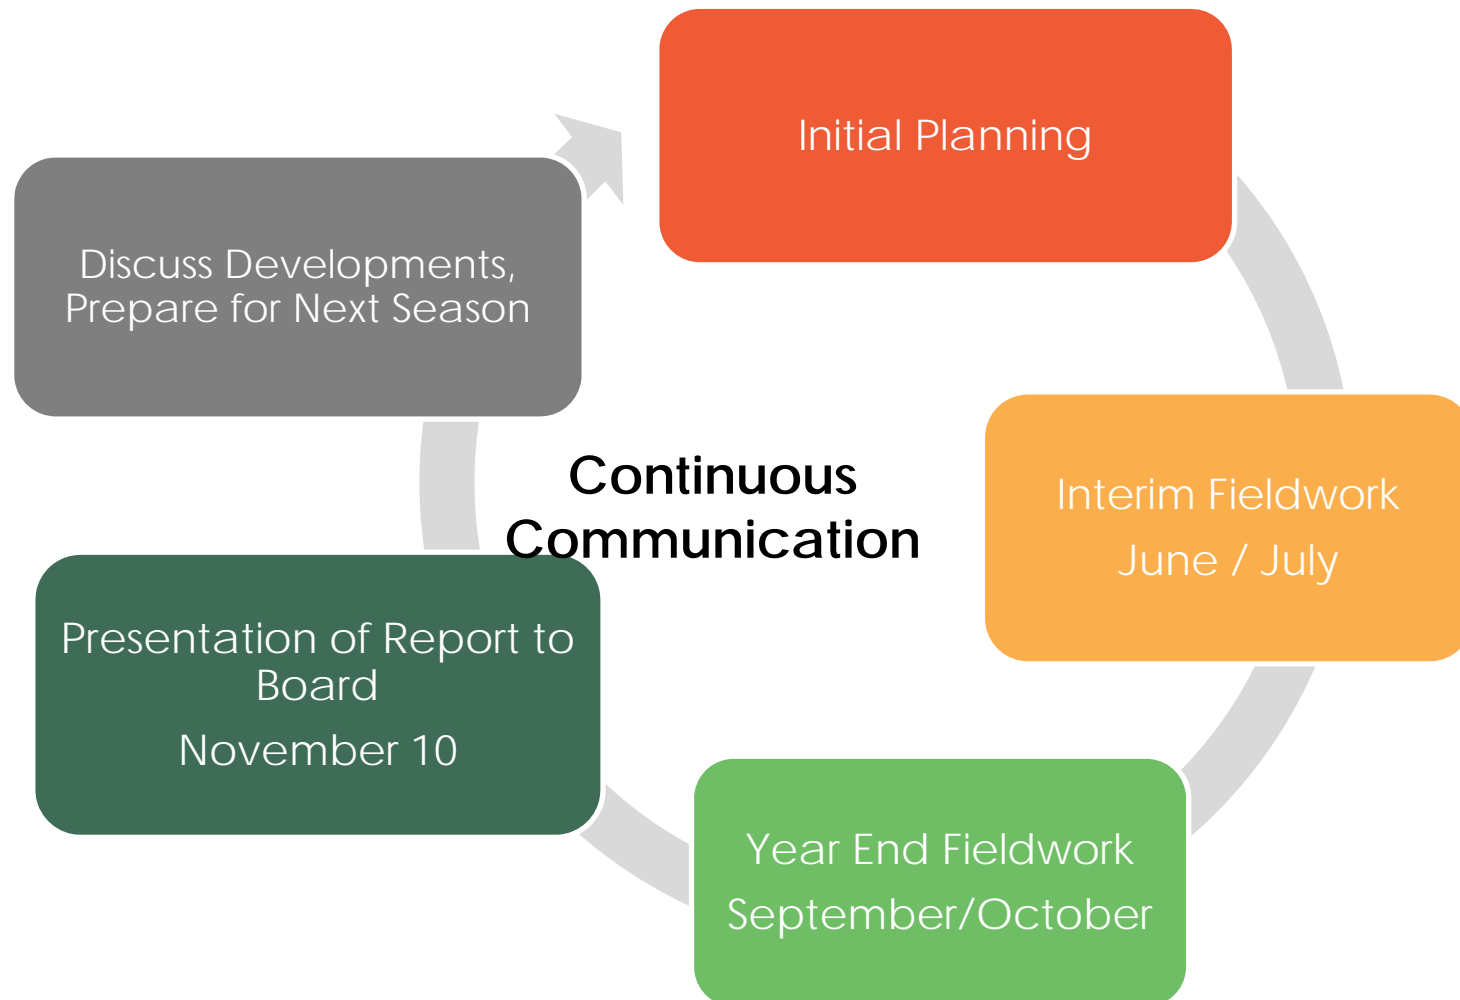 Initial Planning
Discuss Developments,
Prepare for Next Season
Continuous
Communication
Interim Fieldwork
June / July
Presentation of Report to
Board
November 10
Year End Fieldwork
September/October